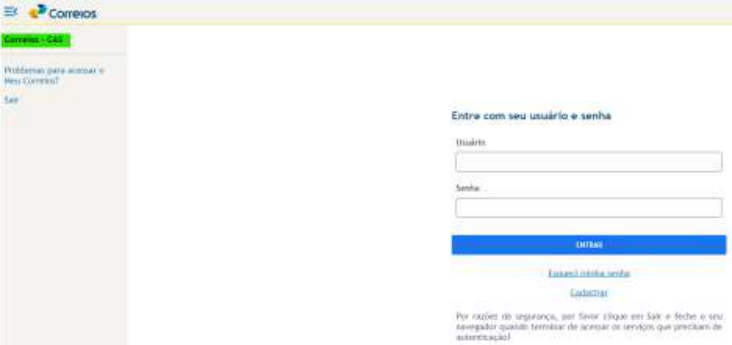 Correios
Correios - CAS
Problemas para acessar o
Meu Correios?
Sair
Entre com seu usuário e senha
Usuário
Senha
ENTRAR
Esqueci minha senha
Cadastrar
Por razões de segurança, por favor clique em Sair e feche o seu
navegador quando terminar de acessar os serviços que precisam de
autenticação!